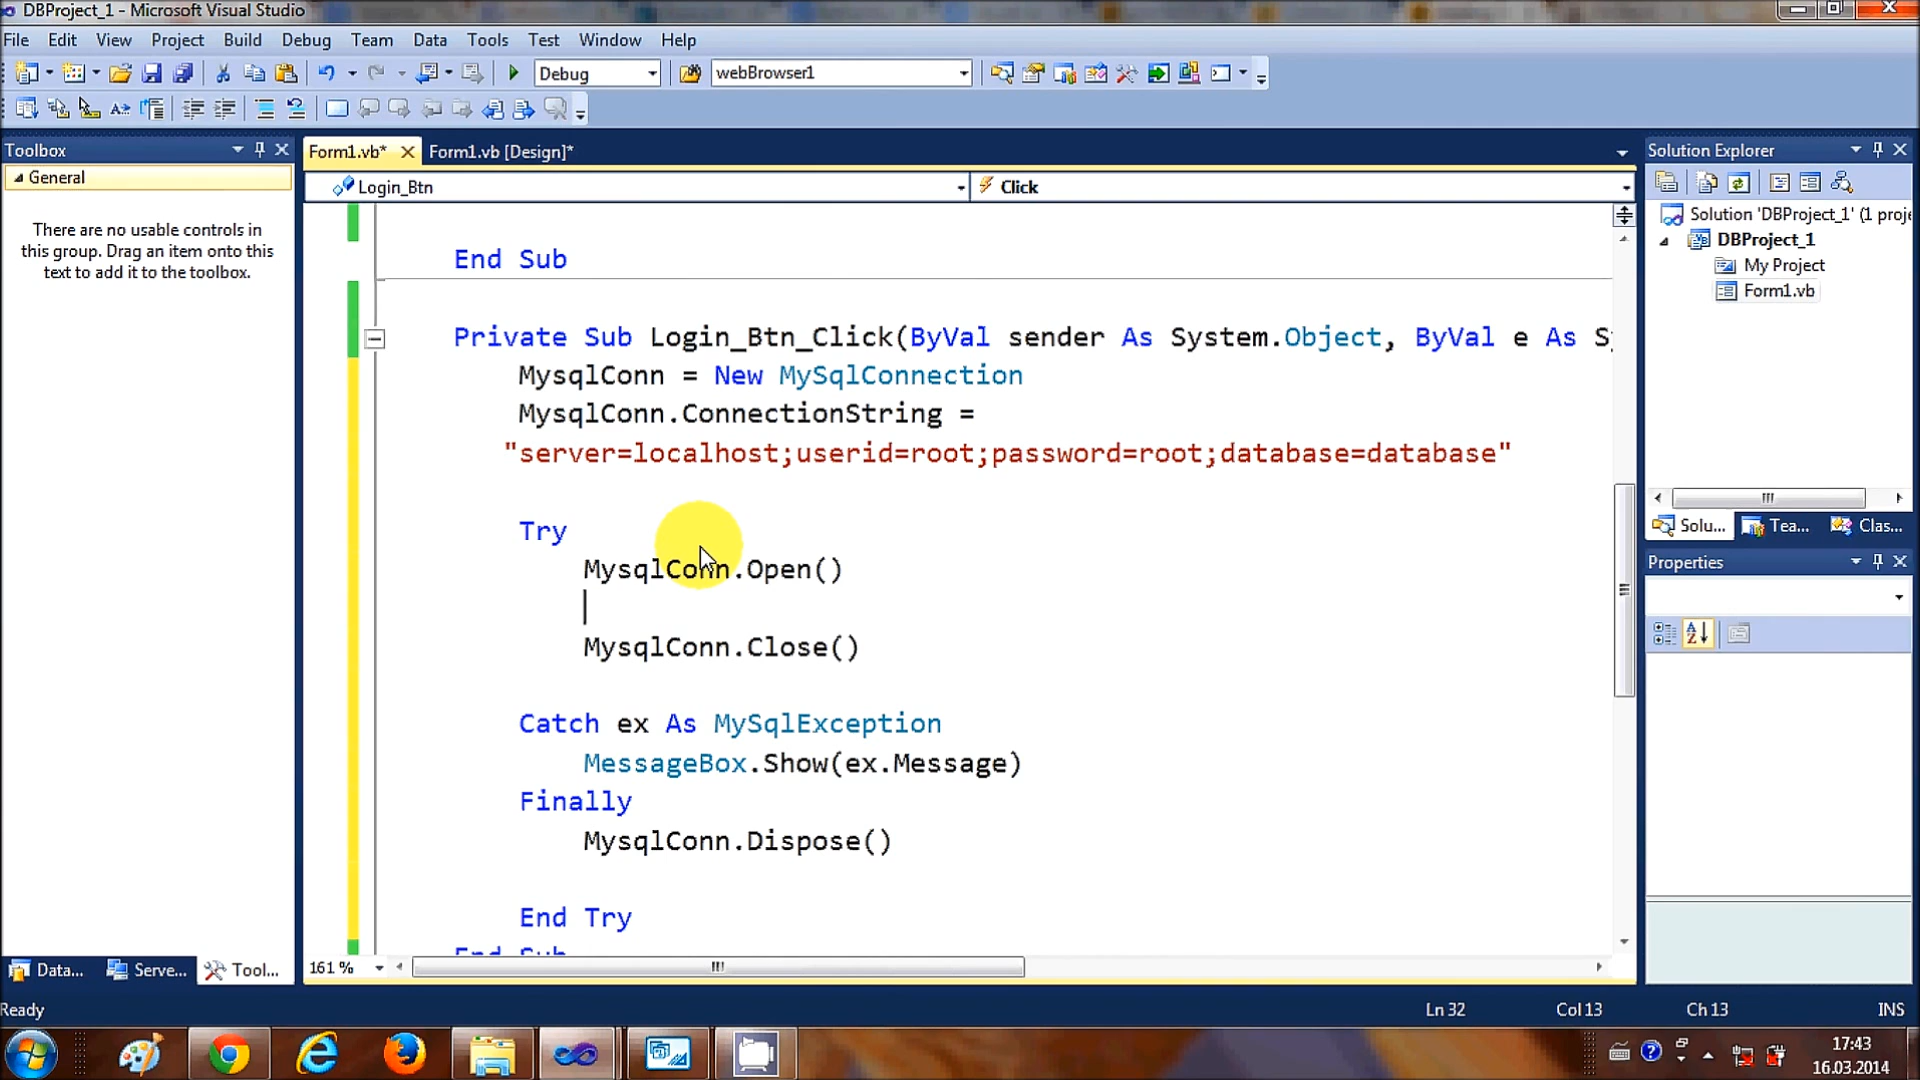 DBProject_1 - Microsoft Visual Studio
File Edit View Project Build Debug Team Data Tools Test Window Help
Debug webBrowser1
Toolbox
General
There are no usable controls in
this group. Drag an item onto this
text to add it to the toolbox.
Data... Serve... Tool...
Form1.vb* Form1.vb [Design]*
Login_Btn Click
End Sub
Private Sub Login_Btn_Click(ByVal sender As System.Object, ByVal e As S
MysqlConn = New MySqlConnection
MysqlConn.ConnectionString =
"server=localhost;userid=root;password=root;database=database"
Try
MysqlConn.Open()
MysqlConn.Close()
Catch ex As MySqlException
MessageBox.Show(ex.Message)
Finally
MysqlConn.Dispose()
End Try
End Sub
161 %
Solution Explorer
Solution 'DBProject_1' (1 proje
DBProject_1
My Project
Form1.vb
Solu... Tea... Clas...
Properties
Ready Ln 32 Col 13 Ch 13 INS
17:43
16.03.2014